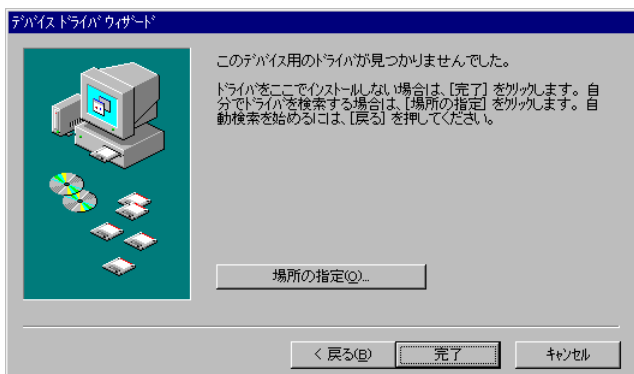 ﾃﾞﾊﾞｲｽ ﾄﾞﾗｲﾊﾞ ｳｨｻﾞｰﾄﾞ
このﾃﾞﾊﾞｲｽ用のﾄﾞﾗｲﾊﾞが見つかりませんでした。
ﾄﾞﾗｲﾊﾞをここでｲﾝｽﾄｰﾙしない場合は、[完了] をｸﾘｯｸします。自
分でﾄﾞﾗｲﾊﾞを検索する場合は、[場所の指定] をｸﾘｯｸします。自
動検索を始めるには、[戻る] を押してください。
場所の指定(O)...
< 戻る(B)
完了
ｷｬﾝｾﾙ